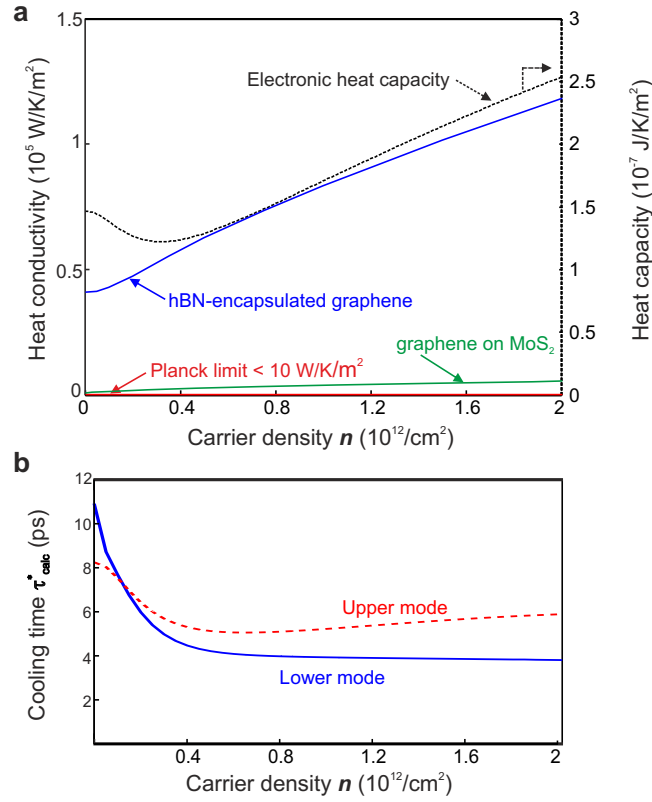 a
1.5
1
0.5
0
Heat conductivity (10⁵ W/K/m²)
3
2.5
2
1.5
1
0.5
0
Heat capacity (10⁻⁷ J/K/m²)
Electronic heat capacity
hBN-encapsulated graphene
graphene on MoS₂
Planck limit < 10 W/K/m²
0 0.4 0.8 1.2 1.6 2
Carrier density n (10¹²/cm²)
b
12
10
8
6
4
2
Cooling time τ*calc (ps)
Upper mode
Lower mode
0.4 0.8 1.2 1.6 2
Carrier density n (10¹²/cm²)